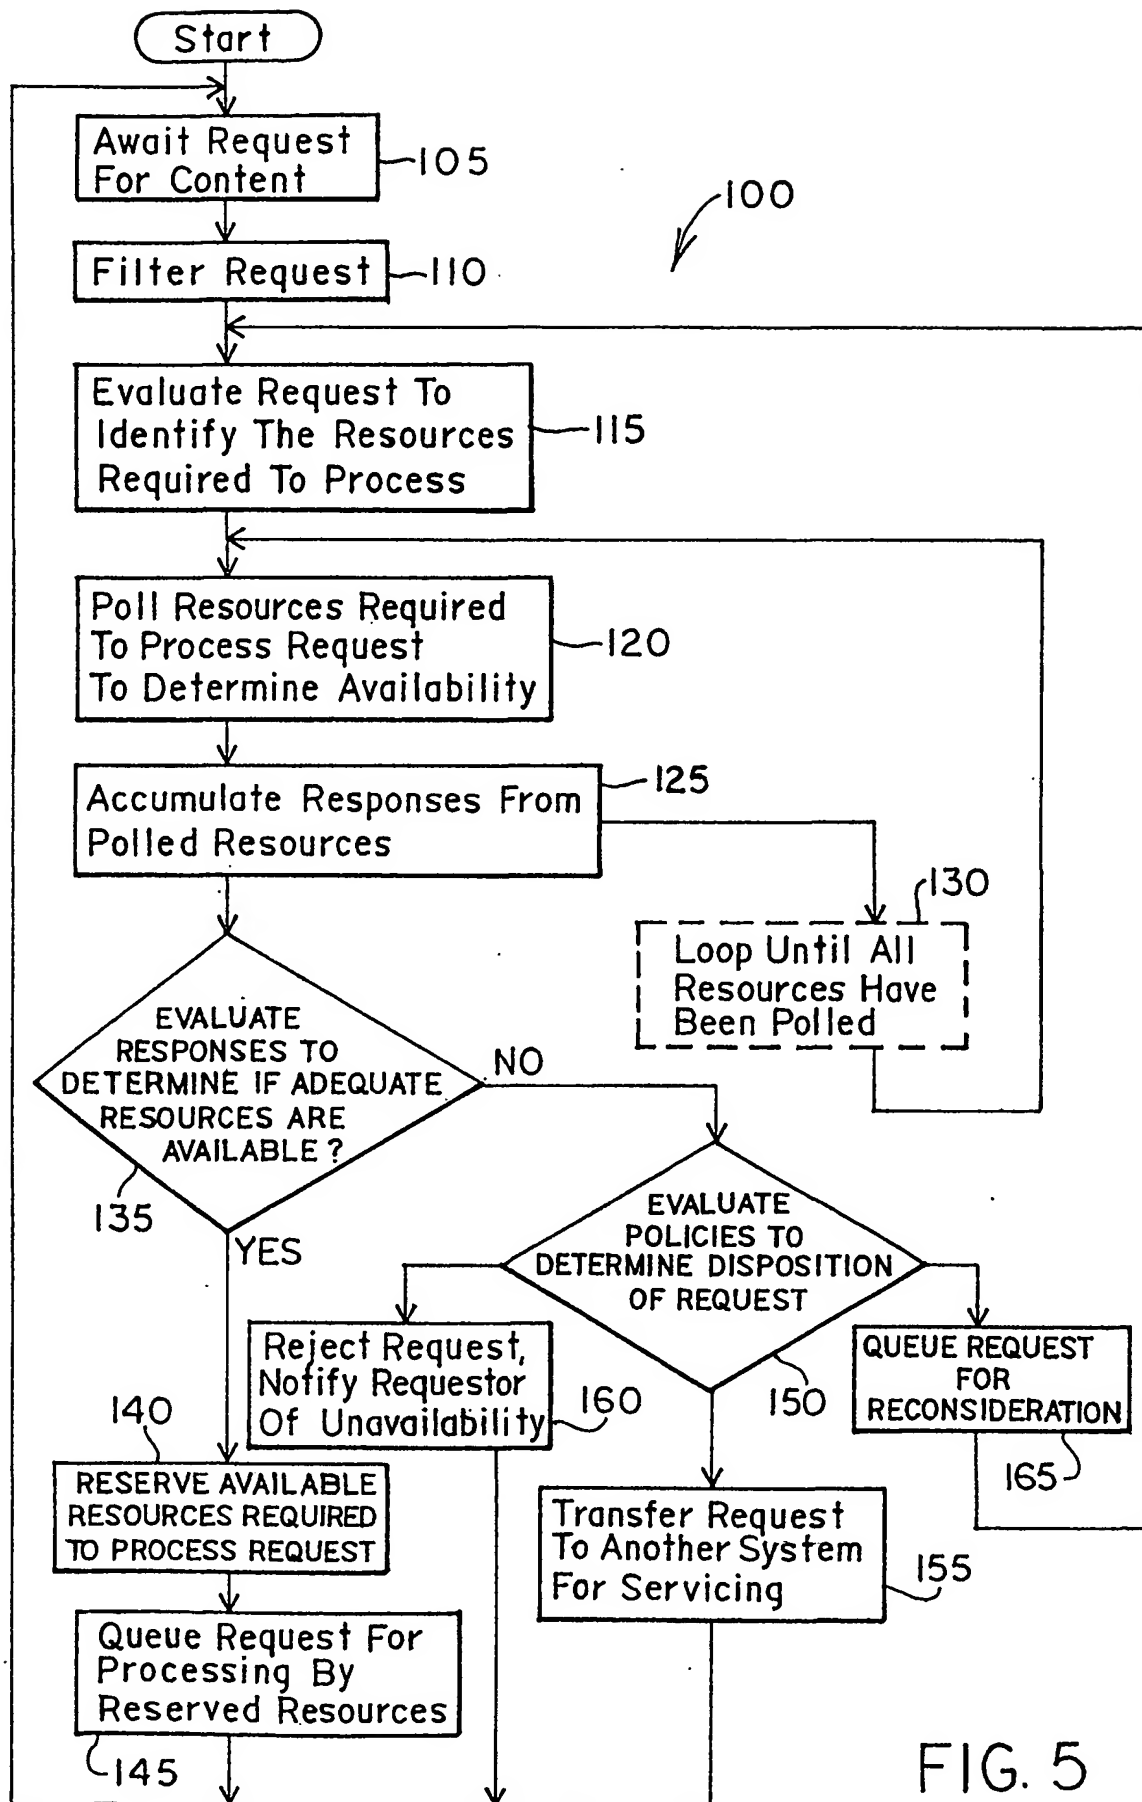 Start
Await Request
For Content
105
100
Filter Request
110
Evaluate Request To
Identify The Resources
Required To Process
115
Poll Resources Required
To Process Request
To Determine Availability
120
Accumulate Responses From
Polled Resources
125
130
Loop Until All
Resources Have
Been Polled
EVALUATE
RESPONSES TO
DETERMINE IF ADEQUATE
RESOURCES ARE
AVAILABLE?
135
NO
YES
EVALUATE
POLICIES TO
DETERMINE DISPOSITION
OF REQUEST
150
Reject Request,
Notify Requestor
Of Unavailability
160
QUEUE REQUEST
FOR
RECONSIDERATION
165
140
RESERVE AVAILABLE
RESOURCES REQUIRED
TO PROCESS REQUEST
Transfer Request
To Another System
For Servicing
155
Queue Request For
Processing By
Reserved Resources
145
FIG. 5